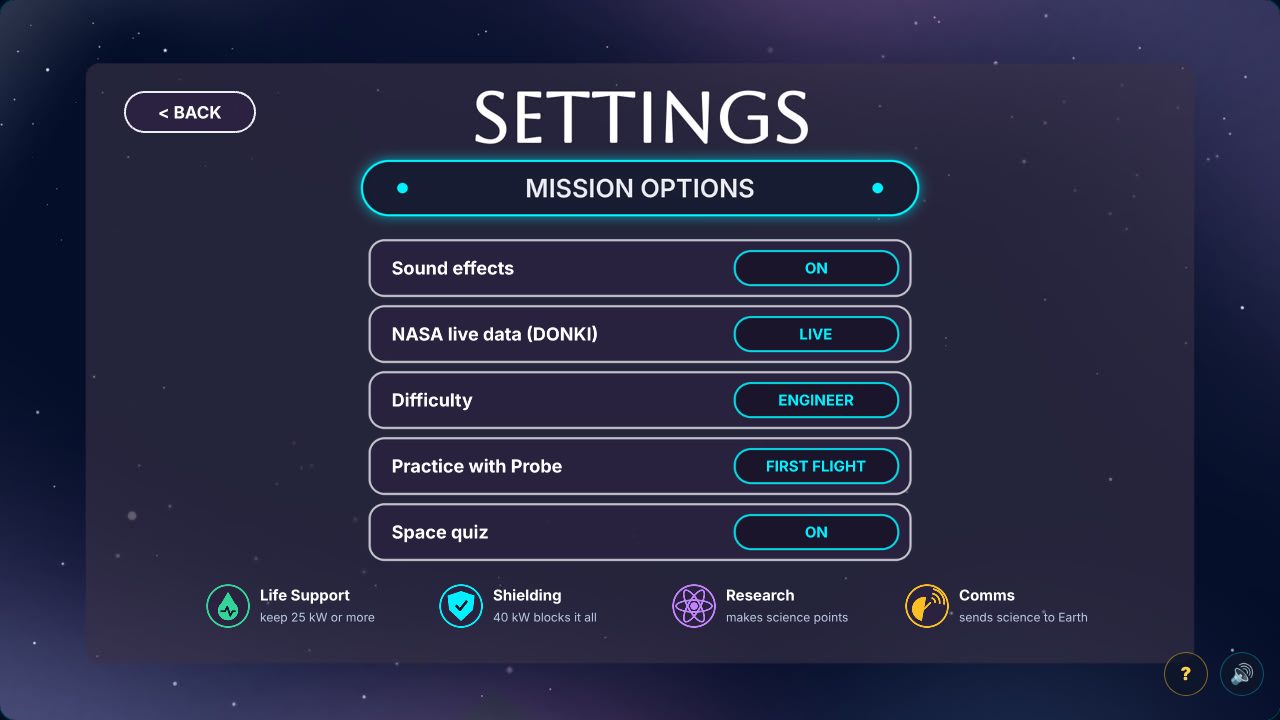 < BACK
SETTINGS
MISSION OPTIONS
Sound effects ON
NASA live data (DONKI) LIVE
Difficulty ENGINEER
Practice with Probe FIRST FLIGHT
Space quiz ON
Life Support
keep 25 kW or more
Shielding
40 kW blocks it all
Research
makes science points
Comms
sends science to Earth
?